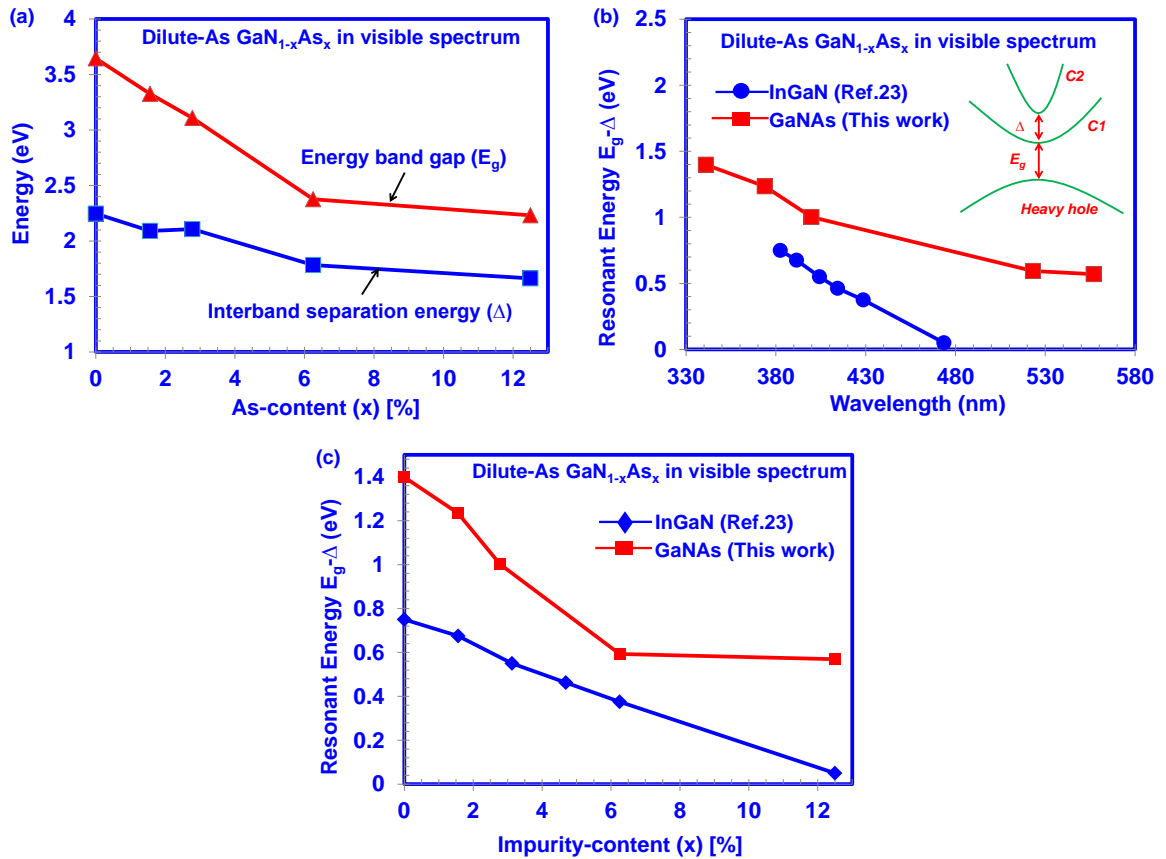 (a)
Dilute-As GaN1-xAsx in visible spectrum
4
3.5
3
2.5
2
1.5
1
Energy (eV)
Energy band gap (Eg)
Interband separation energy (Δ)
0 2 4 6 8 10 12
As-content (x) [%]
(b)
Dilute-As GaN1-xAsx in visible spectrum
2.5
2
1.5
1
0.5
0
Resonant Energy Eg-Δ (eV)
InGaN (Ref.23)
GaNAs (This work)
C2
Δ
C1
Eg
Heavy hole
330 380 430 480 530 580
Wavelength (nm)
(c)
Dilute-As GaN1-xAsx in visible spectrum
1.4
1.2
1
0.8
0.6
0.4
0.2
0
Resonant Energy Eg-Δ (eV)
InGaN (Ref.23)
GaNAs (This work)
0 2 4 6 8 10 12
Impurity-content (x) [%]